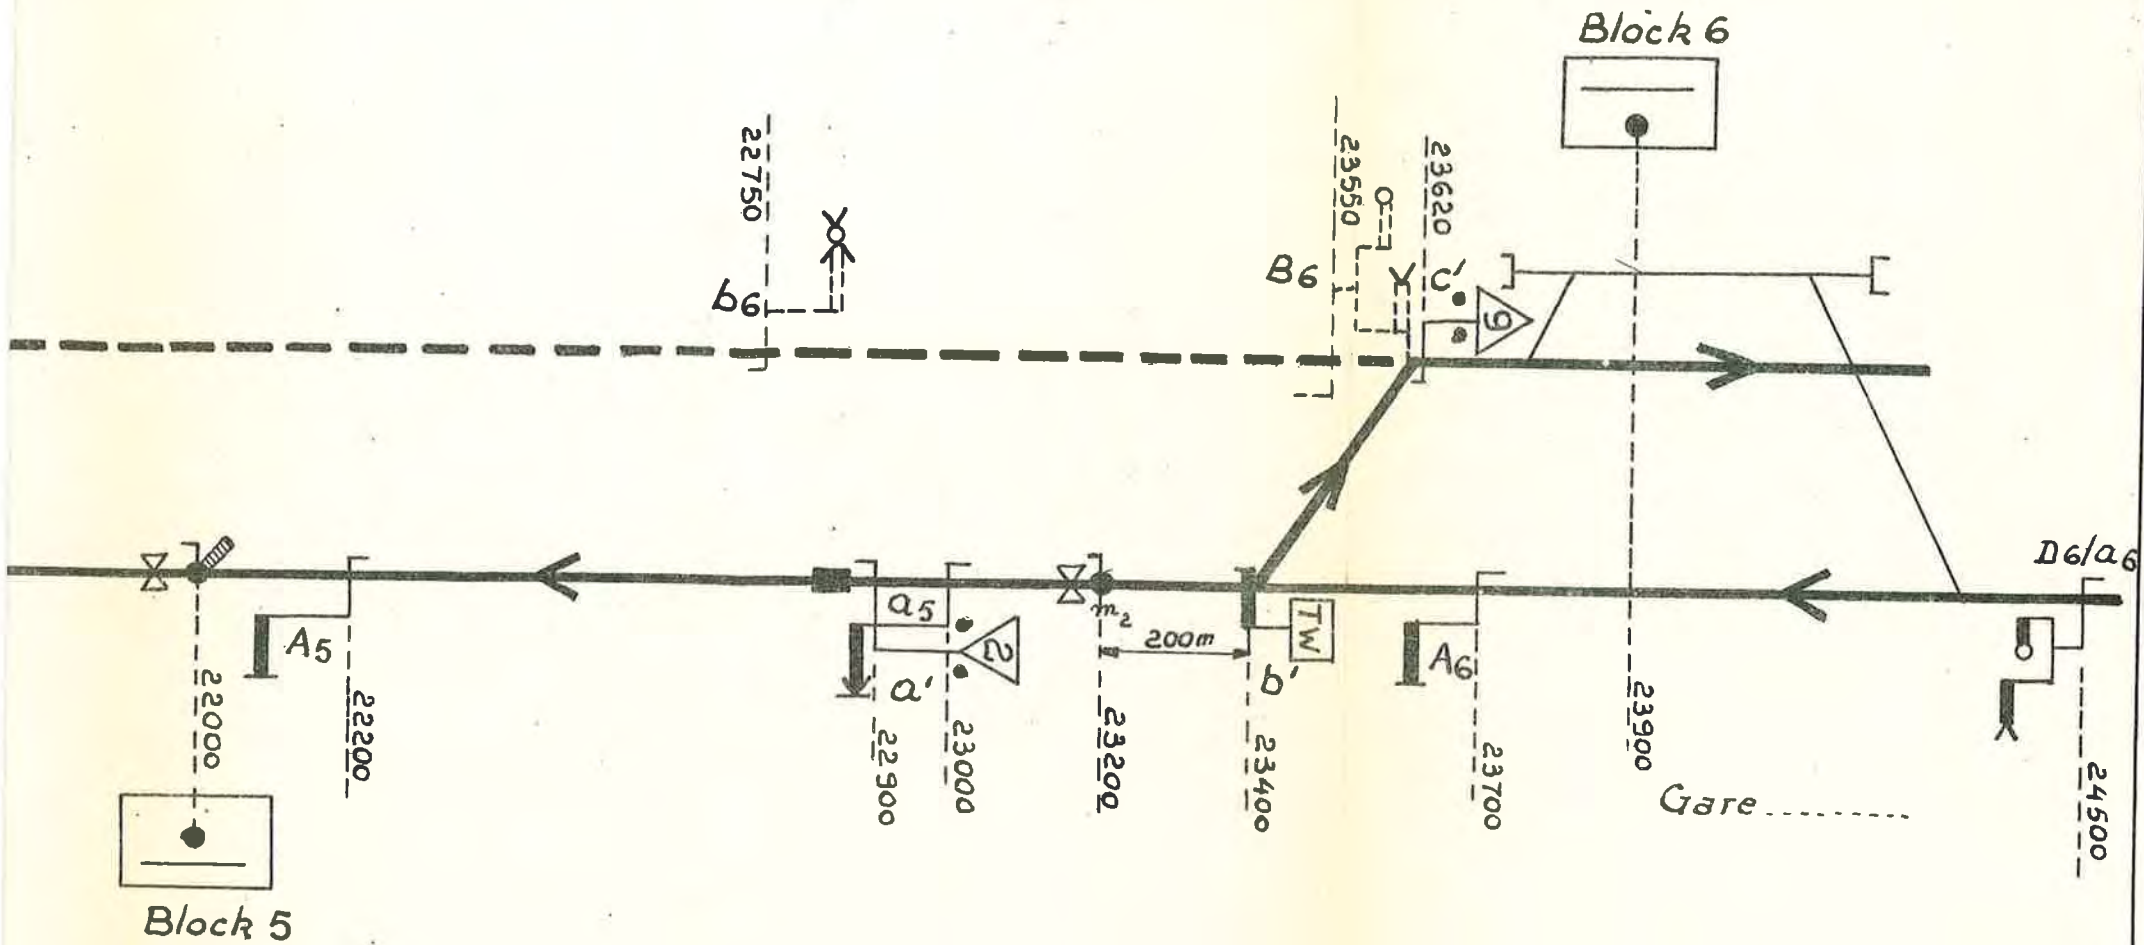 Block 6
22750
23550
23620
b6
B6
c'
6
D6/a6
a5
m₂
TW
200m
A5
2
a'
b'
A6
22000
22200
22900
23000
23200
23400
23700
23900
24500
Gare..........
Block 5